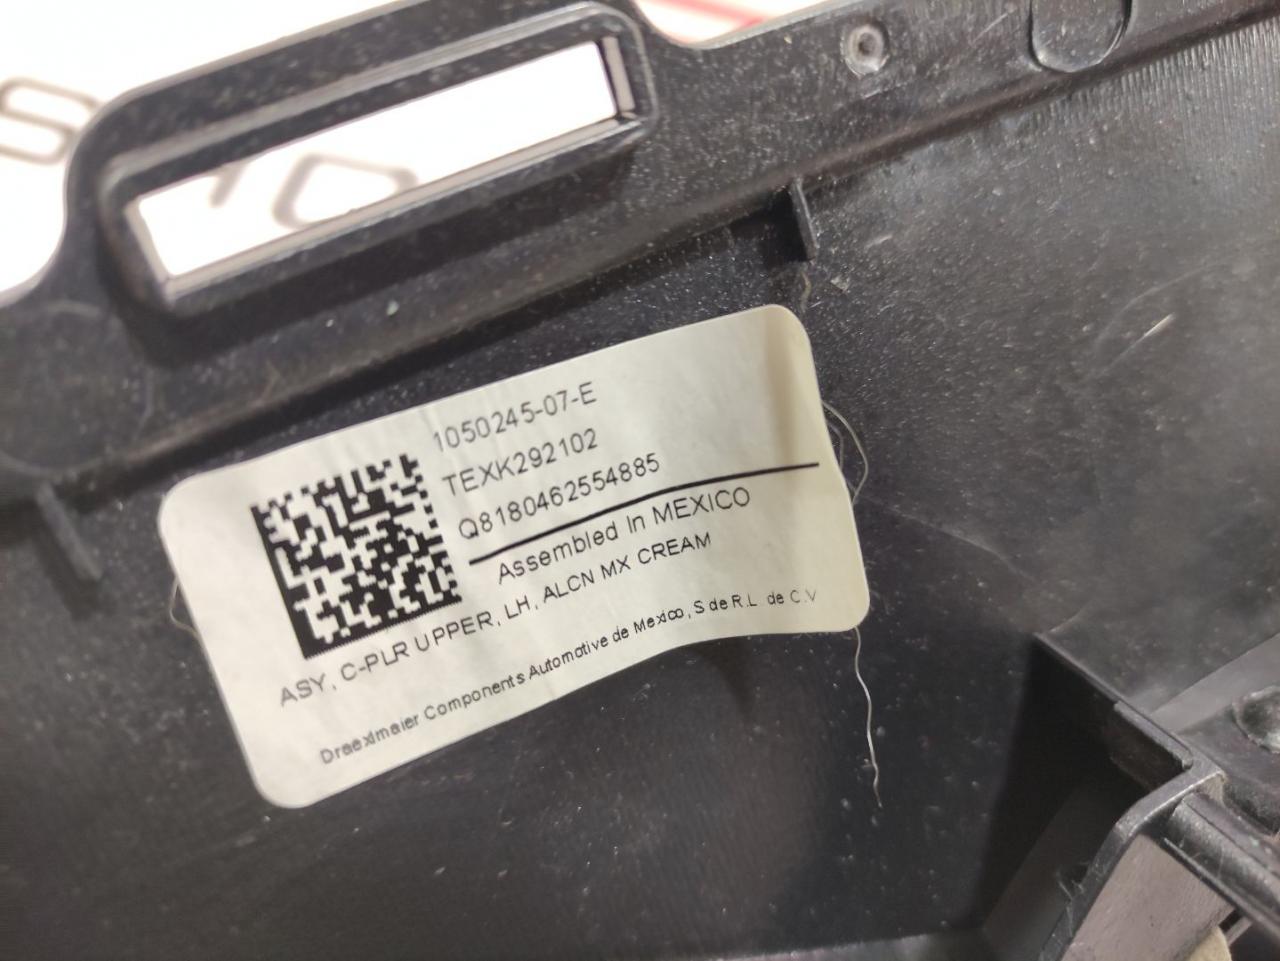 1050245-07-E
TEXK292102
Q8180462554885
Assembled In MEXICO
ASY, C-PLR UPPER, LH, ALCN MX CREAM
Draexlmaier Components Automotive de Mexico, S de R.L. de C.V